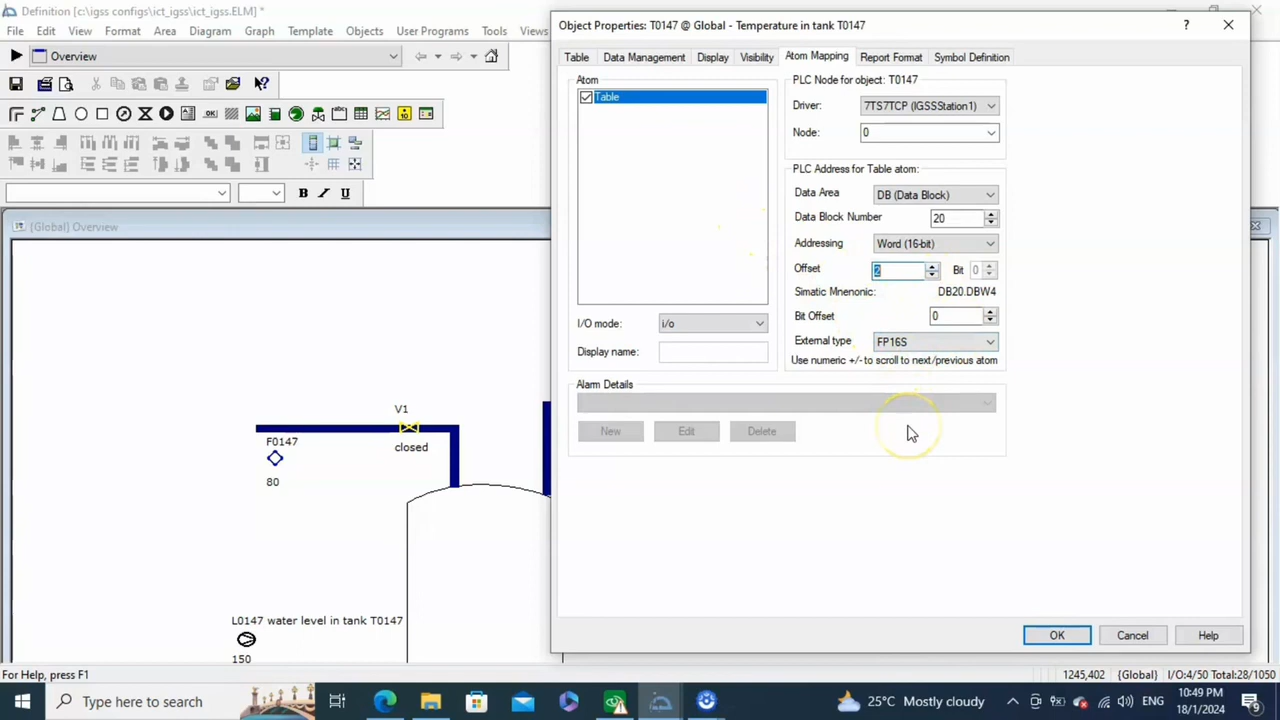 Definition [c:\igss configs\ict_igss\ict_igss.ELM] *
File Edit View Format Area Graph Template Objects User Programs Tools Views
Overview
B I U
[Global] Overview
V1
F0147
closed
80
L0147 water level in tank T0147
150
Object Properties: T0147 @ Global - Temperature in tank T0147
Table Data Management Display Visibility Atom Mapping Report Format Symbol Definition
Atom
Table
I/O mode: i/o
Display name:
PLC Node for object: T0147
Driver: 7TS7TCP (IGSSStation1)
Node: 0
PLC Address for Table atom:
Data Area DB (Data Block)
Data Block Number 20
Addressing Word (16-bit)
Offset 2 Bit 0
Simatic Mnenonic: DB20.DBW4
Bit Offset 0
External type FP16S
Use numeric +/- to scroll to next/previous atom
Alarm Details
New Edit Delete
OK Cancel Help
For Help, press F1
1245,402 {Global} I/O:4/50 Total:28/1050
Type here to search
25°C Mostly cloudy
ENG
10:49 PM
18/1/2024